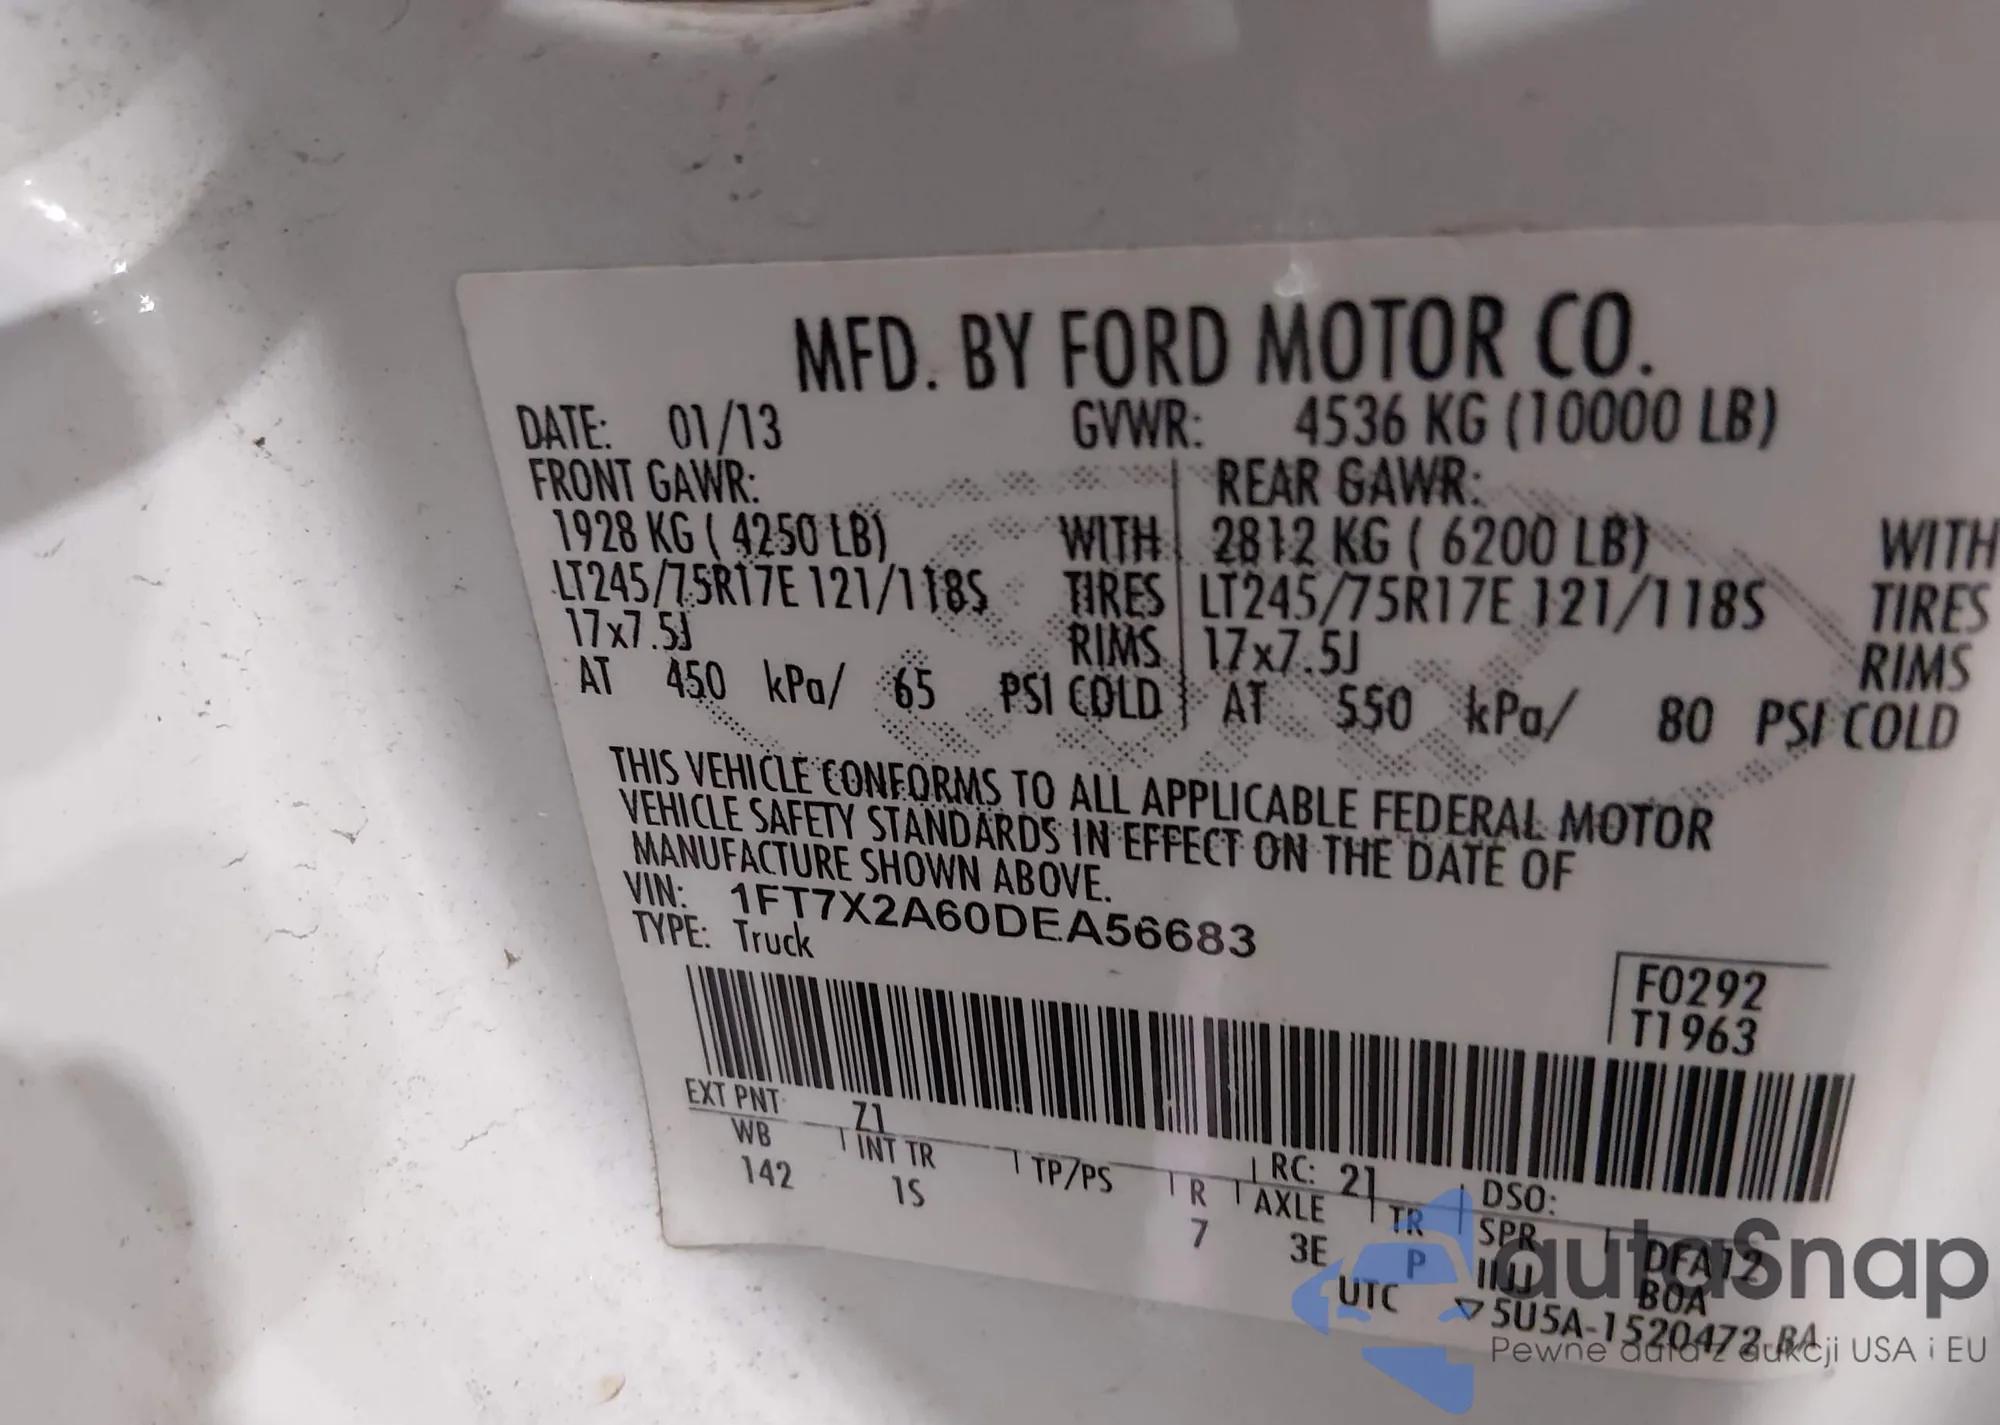 MFD. BY FORD MOTOR CO.
DATE: 01/13 GVWR: 4536 KG (10000 LB)
FRONT GAWR: REAR GAWR:
1928 KG ( 4250 LB) WITH 2812 KG ( 6200 LB) WITH
LT245/75R17E 121/118S TIRES LT245/75R17E 121/118S TIRES
17x7.5J RIMS 17x7.5J RIMS
AT 450 kPa/ 65 PSI COLD AT 550 kPa/ 80 PSI COLD
THIS VEHICLE CONFORMS TO ALL APPLICABLE FEDERAL MOTOR
VEHICLE SAFETY STANDARDS IN EFFECT ON THE DATE OF
MANUFACTURE SHOWN ABOVE.
VIN: 1FT7X2A60DEA56683
TYPE: Truck
F0292
T1963
EXT PNT: Z1 RC: 21 DSO:
WB INT TR TP/PS R AXLE TR SPR DFA12
142 1S 7 3E P IIJJ BOA
UTC ▽5U5A-1520472-BA
autoSnap
Pewne auta z aukcji USA i EU